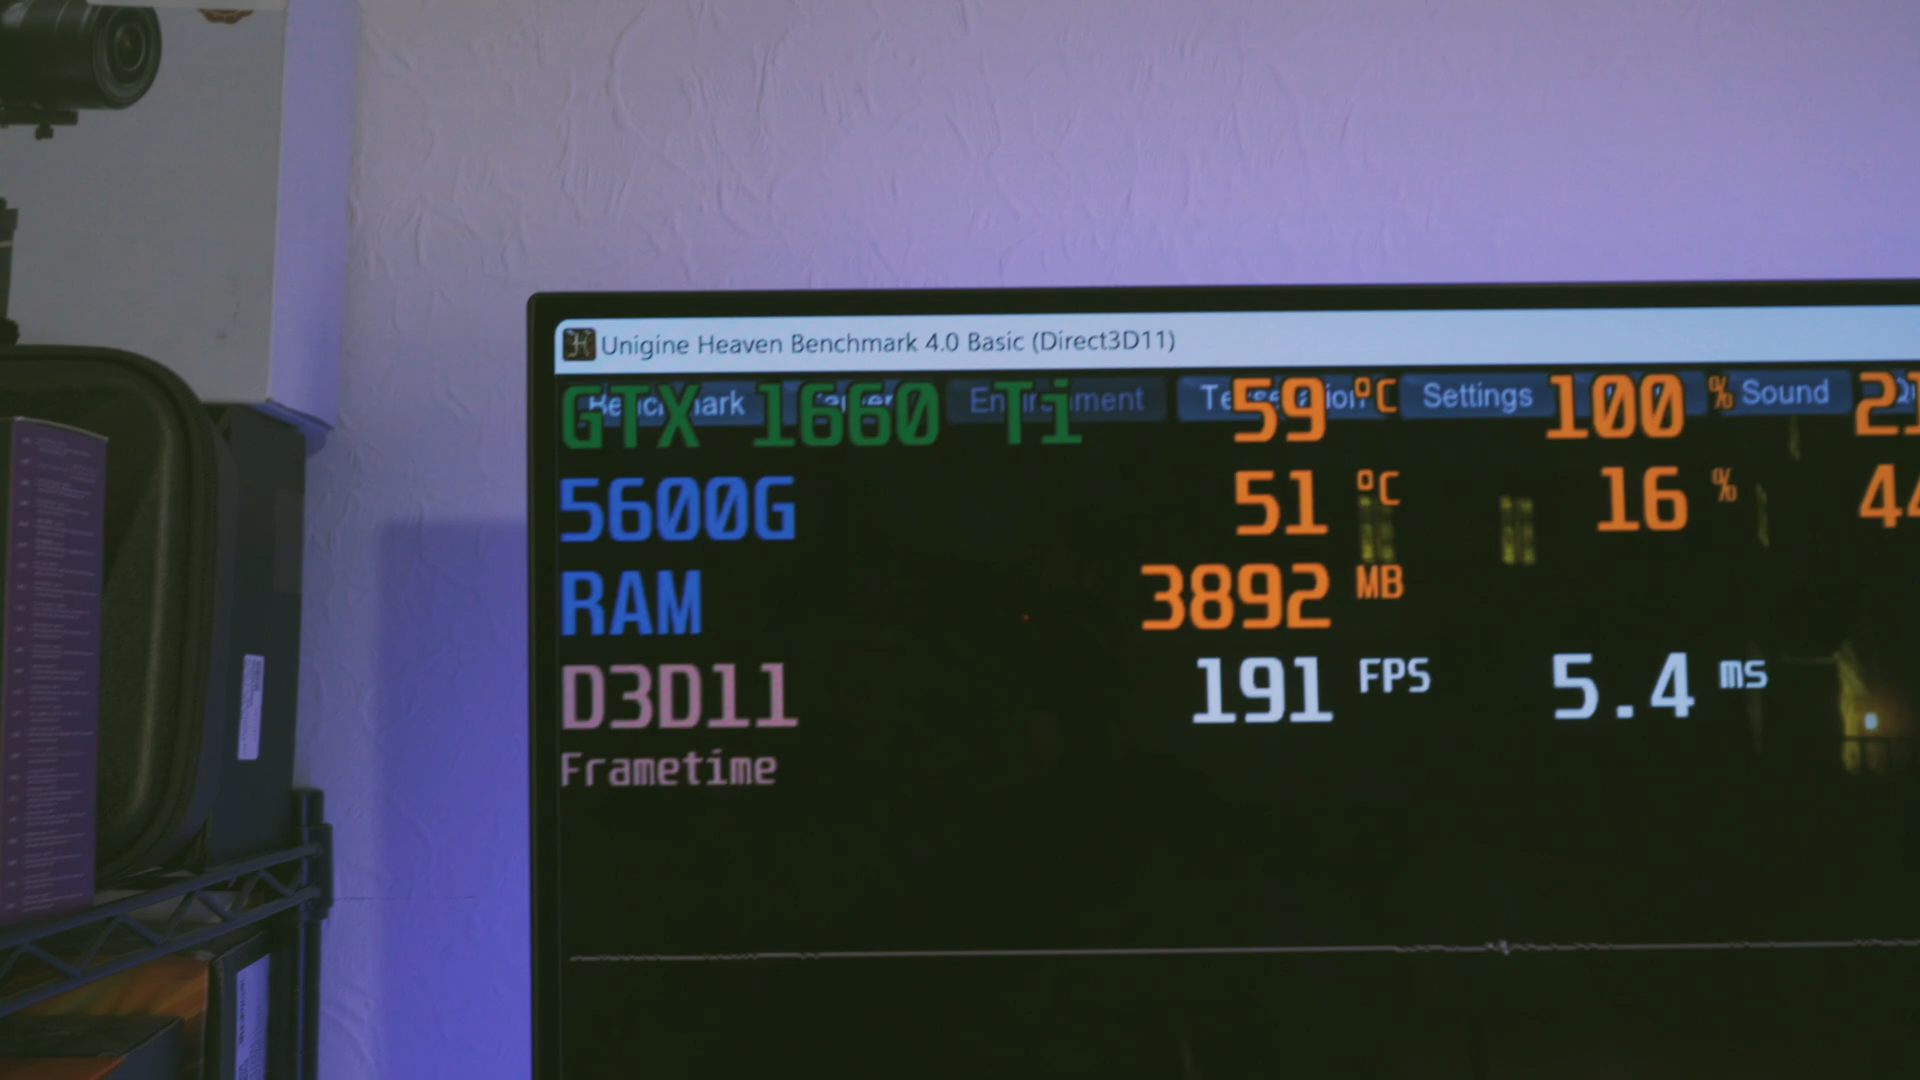 Unigine Heaven Benchmark 4.0 Basic (Direct3D11)
Settings Sound
GTX 1660 Ti 59 °C 100 %
5600G 51 °C 16 %
RAM 3892 MB
D3D11 191 FPS 5.4 ms
Frametime